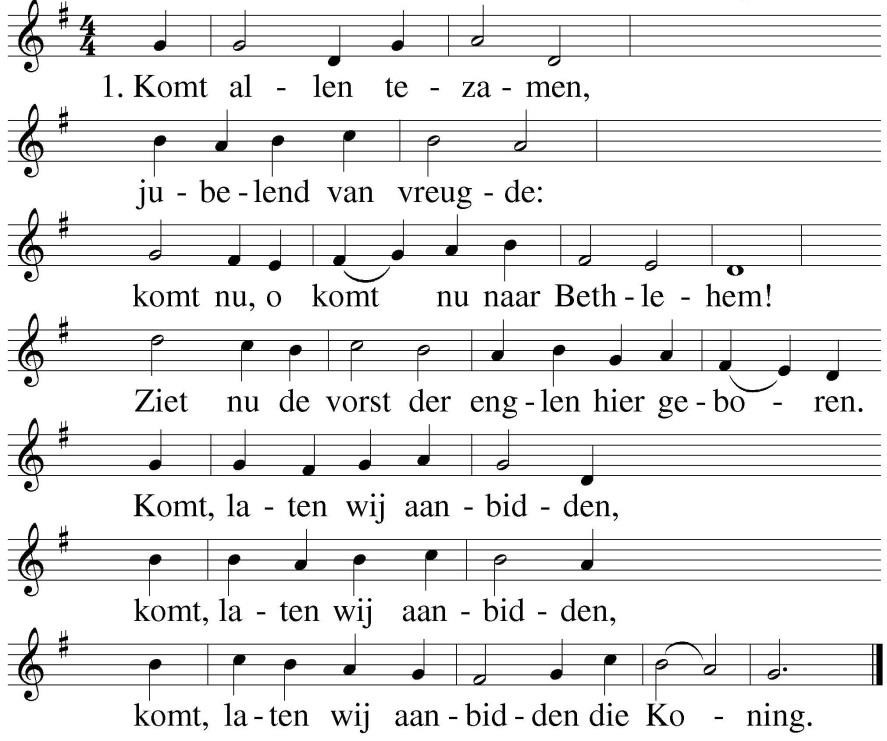 1. Komt al - len te - za - men,
ju - be - lend van vreug - de:
komt nu, o komt nu naar Beth - le - hem!
Ziet nu de vorst der eng - len hier ge - bo - ren.
Komt, la - ten wij aan - bid - den,
komt, la - ten wij aan - bid - den,
komt, la - ten wij aan - bid - den die Ko - ning.